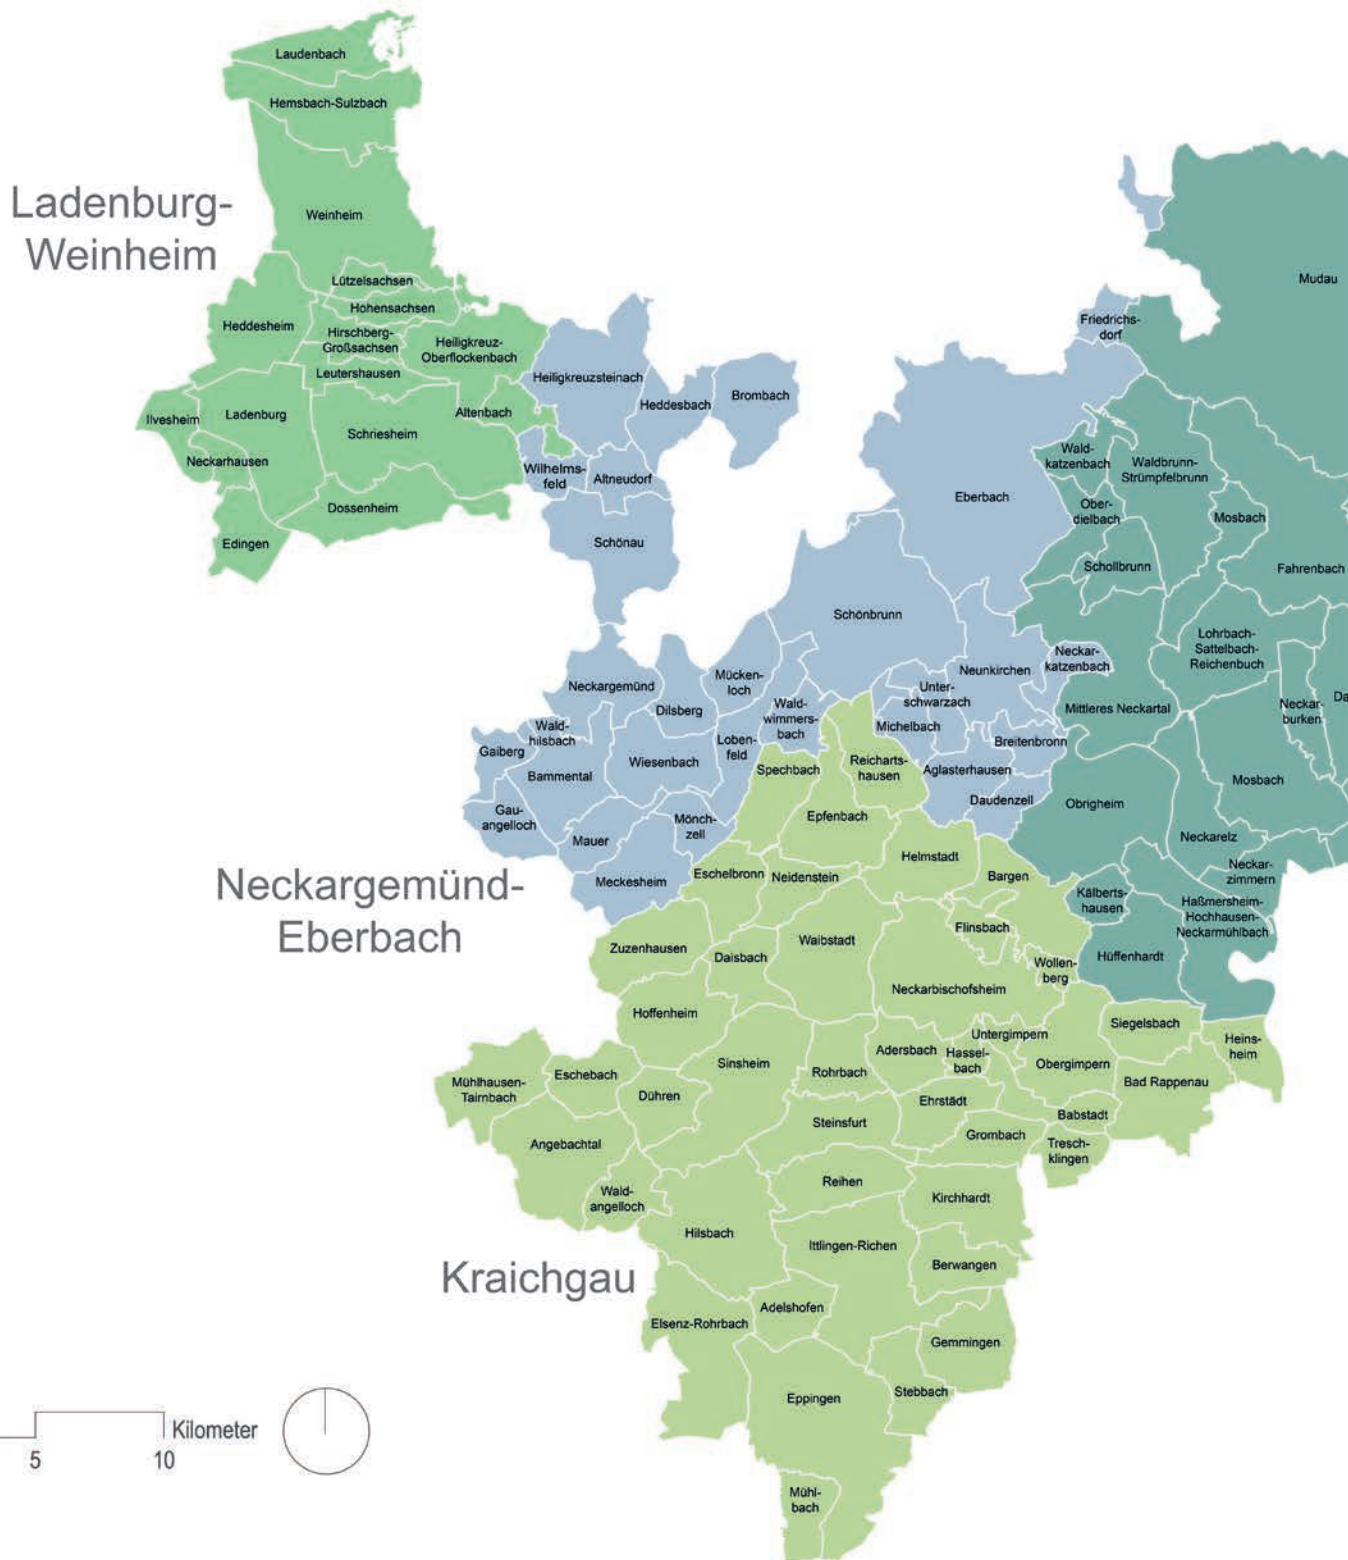 Laudenbach
Hemsbach-Sulzbach
Ladenburg-
Weinheim
Weinheim
Lützelsachsen
Hohensachsen
Heddesheim
Hirschberg-
Großsachsen
Heiligkreuz-
Oberflockenbach
Leutershausen
Ilvesheim
Ladenburg
Altenbach
Schriesheim
Neckarhausen
Dossenheim
Edingen
Mudau
Friedrichs-
dorf
Heiligkreuzsteinach
Heddesbach
Brombach
Wilhelms-
feld
Altneudorf
Schönau
Eberbach
Wald-
katzenbach
Waldbrunn-
Strümpfelbrunn
Ober-
dielbach
Mosbach
Schollbrunn
Fahrenbach
Schönbrunn
Lohrbach-
Sattelbach-
Reichenbuch
Neckar-
katzenbach
Neunkirchen
Unter-
schwarzach
Michelbach
Mittleres Neckartal
Neckar-
burken
Da
Neckargemünd
Mücken-
loch
Dilsberg
Wald-
wimmers-
bach
Wald-
hilsbach
Gaiberg
Bammental
Wiesenbach
Loben-
feld
Breitenbronn
Aglasterhausen
Daudenzell
Obrigheim
Mosbach
Gau-
angelloch
Mauer
Mönch-
zell
Meckesheim
Neckarelz
Neckar-
zimmern
Kälberts-
hausen
Haßmersheim-
Hochhausen-
Neckarmühlbach
Hüffenhardt
Neckargemünd-
Eberbach
Spechbach
Reicharts-
hausen
Epfenbach
Helmstadt
Bargen
Eschelbronn
Neidenstein
Flinsbach
Wollen-
berg
Zuzenhausen
Daisbach
Waibstadt
Neckarbischofsheim
Hoffenheim
Siegelsbach
Heins-
heim
Untergimpern
Obergimpern
Sinsheim
Rohrbach
Adersbach
Hassel-
bach
Bad Rappenau
Mühlhausen-
Tairnbach
Eschebach
Dühren
Ehrstädt
Babstadt
Steinsfurt
Grombach
Tresch-
klingen
Angebachtal
Wald-
angelloch
Reihen
Kirchhardt
Hilsbach
Ittlingen-Richen
Berwangen
Kraichgau
Elsenz-Rohrbach
Adelshofen
Gemmingen
Eppingen
Stebbach
Mühl-
bach
Kilometer
5
10